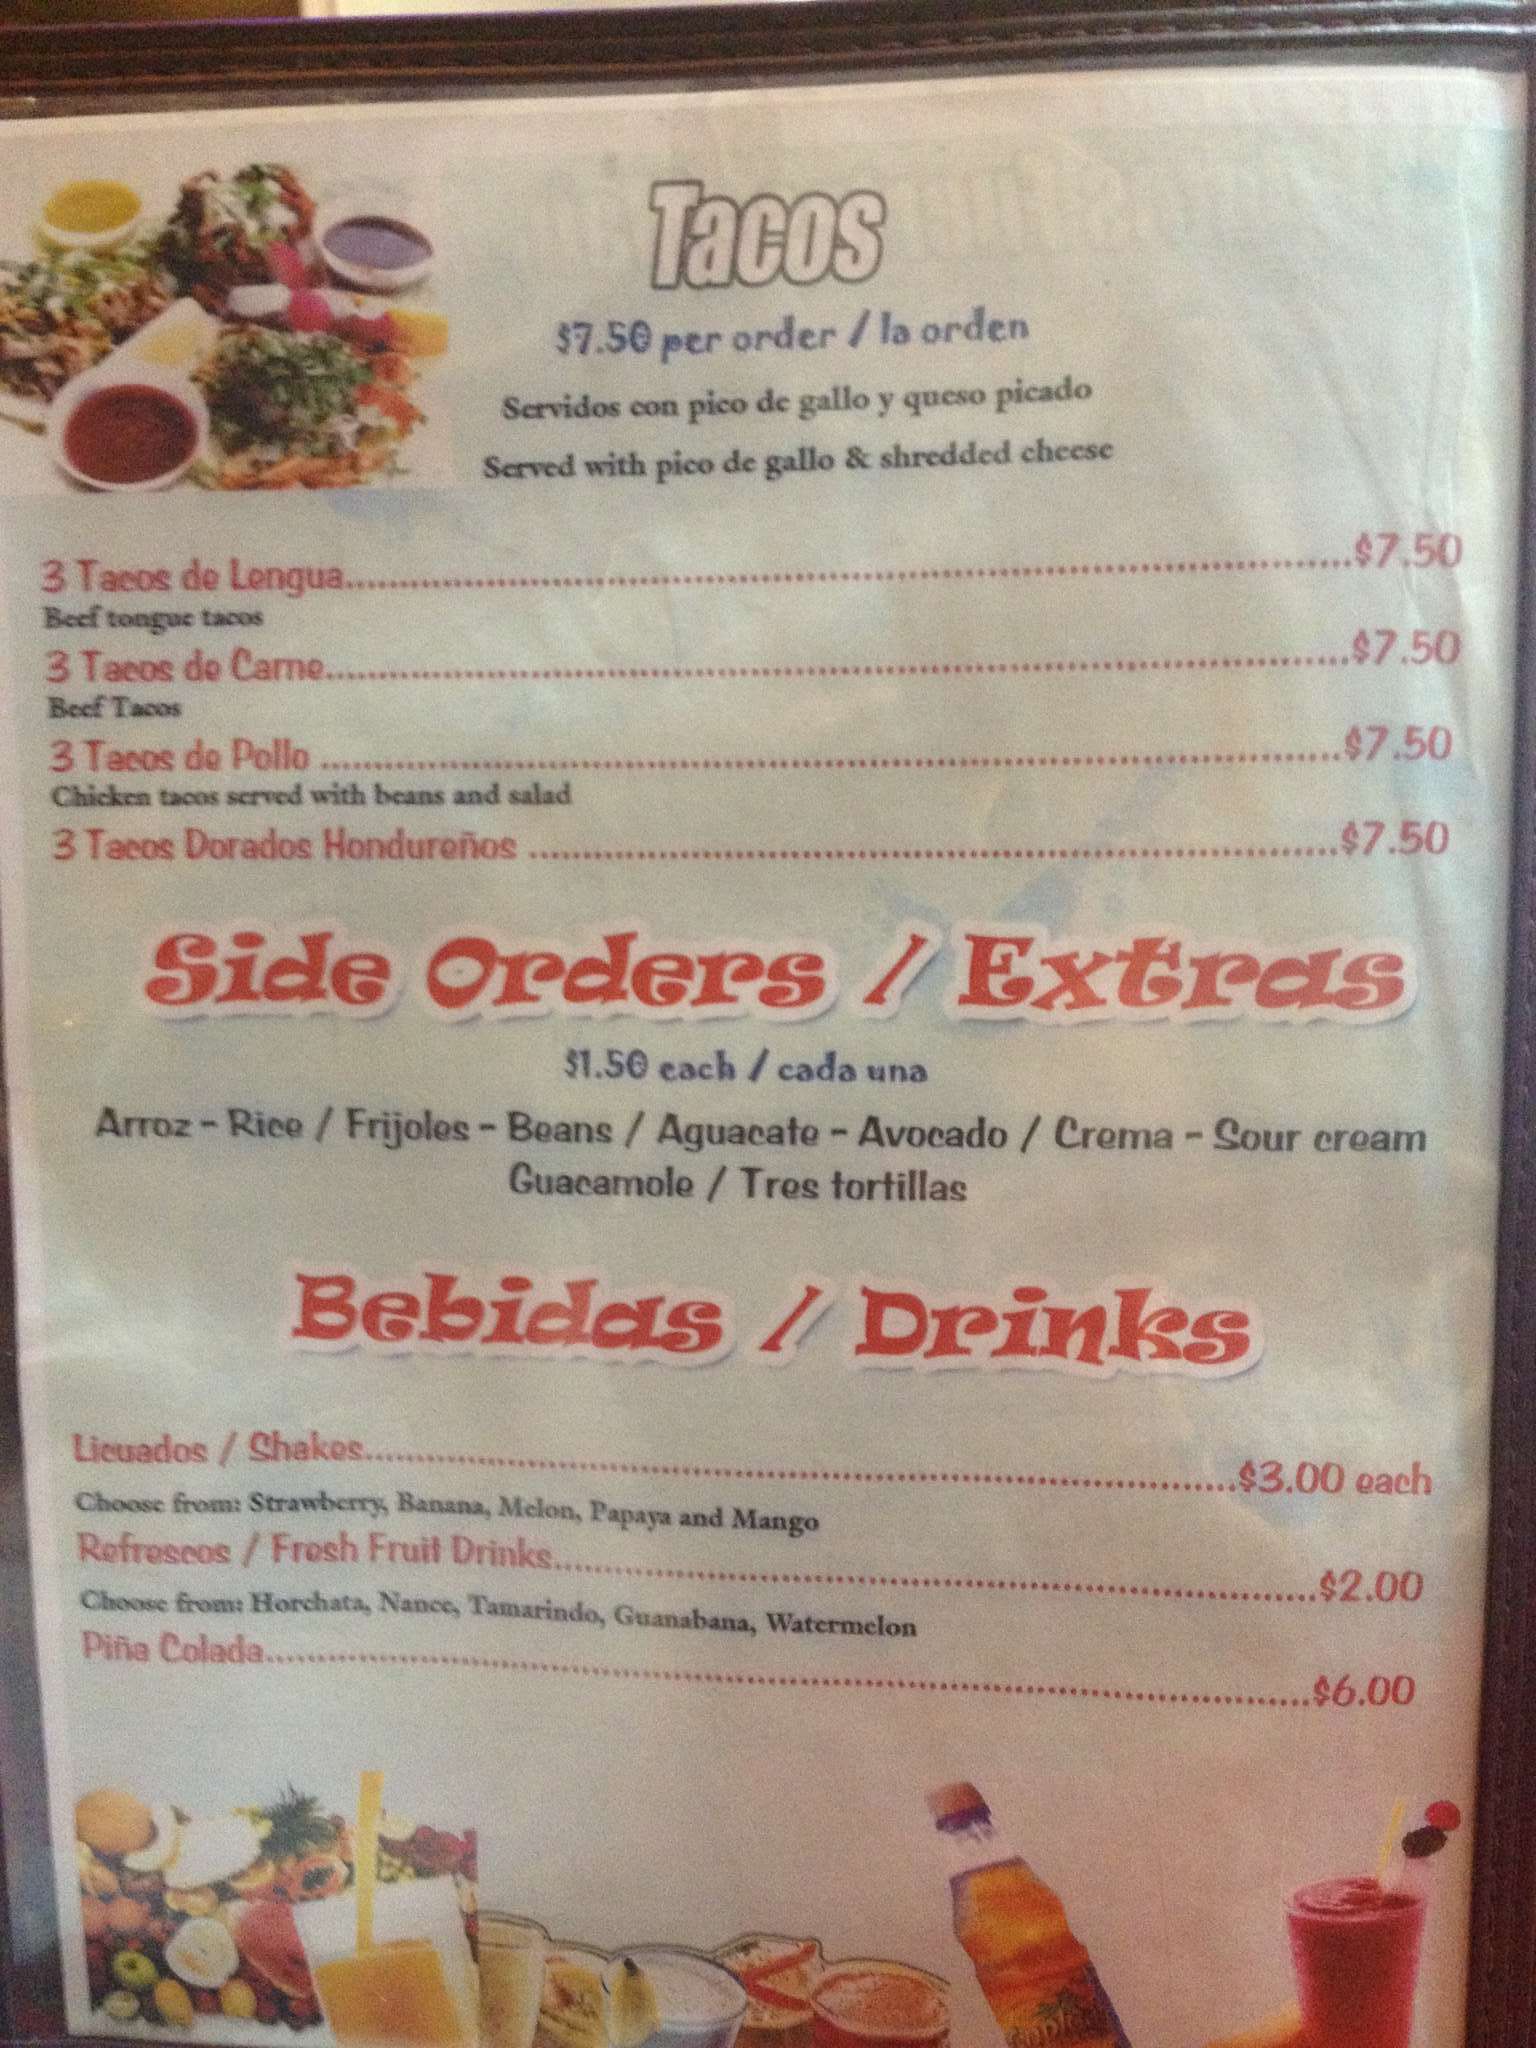 Tacos
$7.50 per order / la orden
Servidos con pico de gallo y queso picado
Served with pico de gallo & shredded cheese
3 Tacos de Lengua..........$7.50
Beef tongue tacos
3 Tacos de Carne..........$7.50
Beef Tacos
3 Tacos de Pollo ..........$7.50
Chicken tacos served with beans and salad
3 Tacos Dorados Hondureños ..........$7.50
Side Orders / Extras
$1.50 each / cada una
Arroz - Rice / Frijoles - Beans / Aguacate - Avocado / Crema - Sour cream
Guacamole / Tres tortillas
Bebidas / Drinks
Licuados / Shakes..........$3.00 each
Choose from: Strawberry, Banana, Melon, Papaya and Mango
Refrescos / Fresh Fruit Drinks..........$2.00
Choose from: Horchata, Nance, Tamarindo, Guanabana, Watermelon
Piña Colada..........$6.00